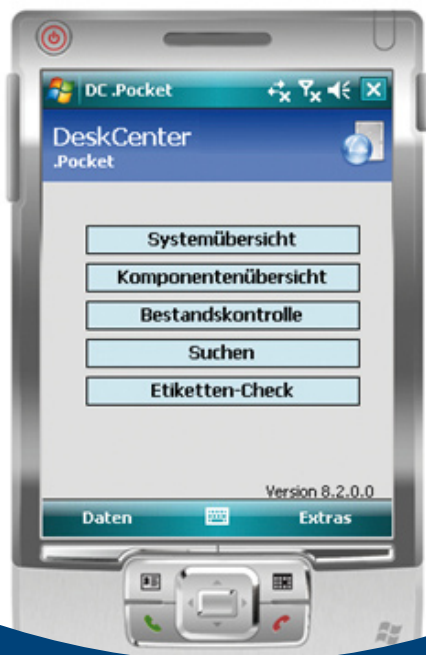 DC .Pocket
DeskCenter
.Pocket
Systemübersicht
Komponentenübersicht
Bestandskontrolle
Suchen
Etiketten-Check
Version 8.2.0.0
Daten
Extras